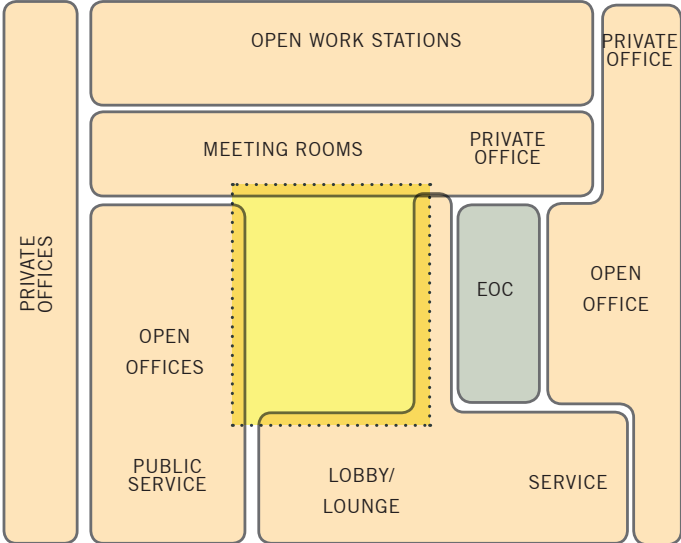 OPEN WORK STATIONS
PRIVATE
OFFICE
MEETING ROOMS
PRIVATE
OFFICE
PRIVATE
OFFICES
EOC
OPEN
OFFICE
OPEN
OFFICES
PUBLIC
SERVICE
LOBBY/
LOUNGE
SERVICE